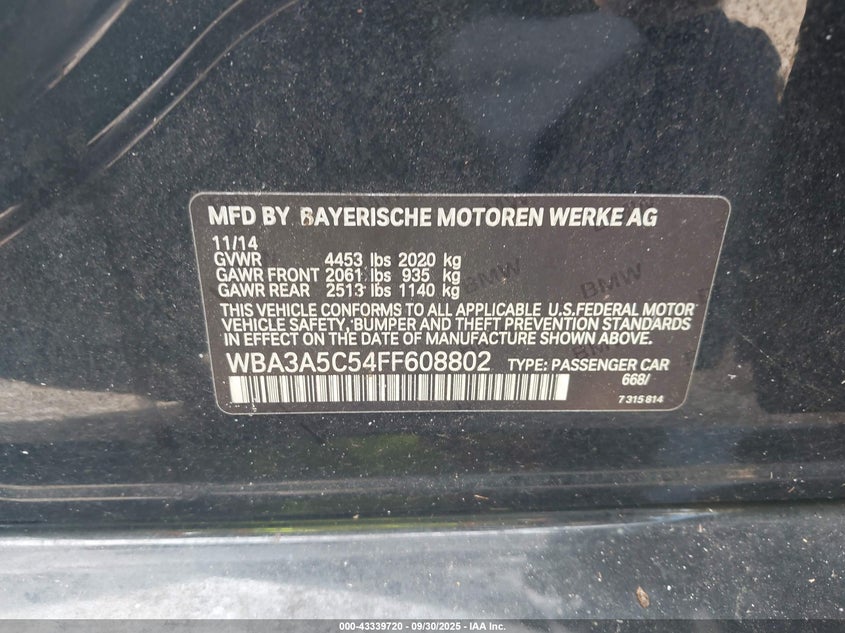 MFD BY BAYERISCHE MOTOREN WERKE AG
11/14
GVWR 4453 lbs 2020 kg
GAWR FRONT 2061 lbs 935 kg
GAWR REAR 2513 lbs 1140 kg
THIS VEHICLE CONFORMS TO ALL APPLICABLE U.S.FEDERAL MOTOR
VEHICLE SAFETY, BUMPER AND THEFT PREVENTION STANDARDS
IN EFFECT ON THE DATE OF MANUFACTURE SHOWN ABOVE.
WBA3A5C54FF608802 TYPE: PASSENGER CAR
668/
7 315 814
BMW
BMW
000-43339720 - 09/30/2025 - IAA Inc.